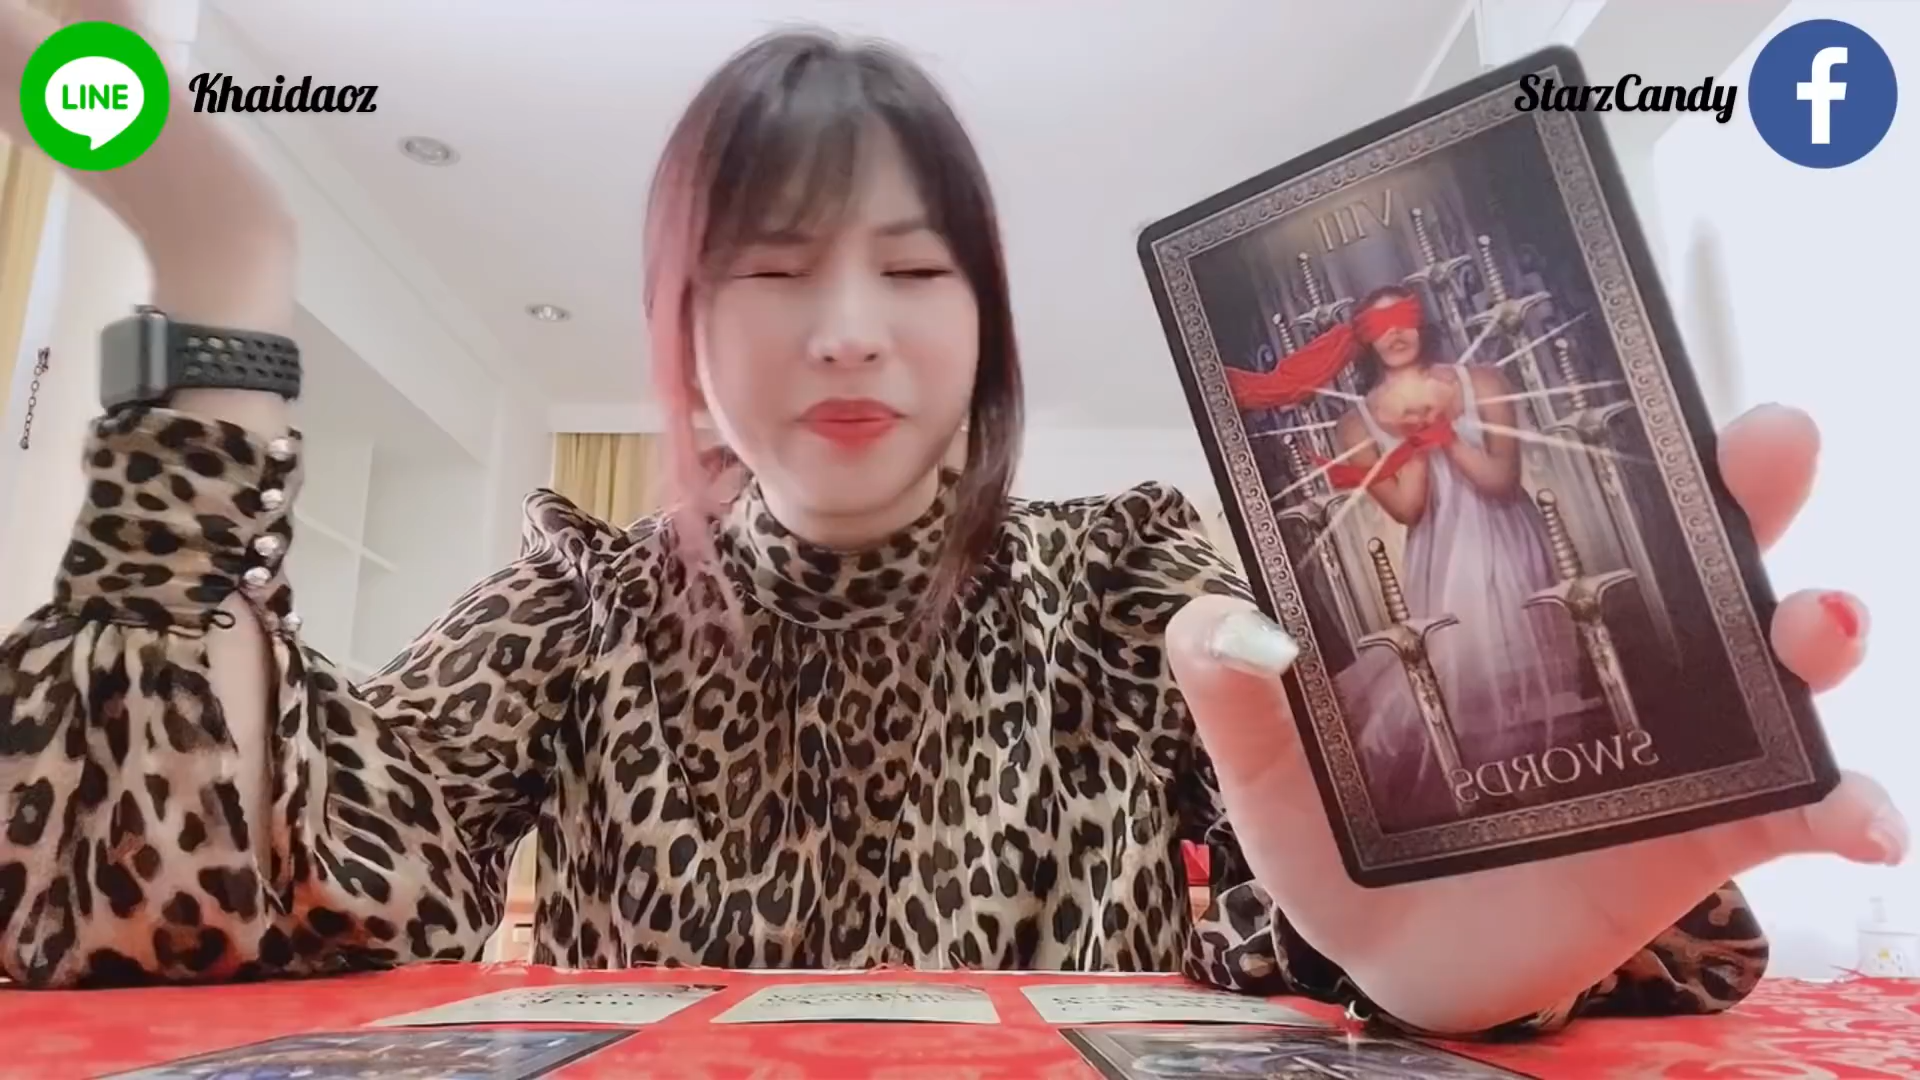 LINE
Khaidaoz
StarzCandy
f
VIII
SWORDS